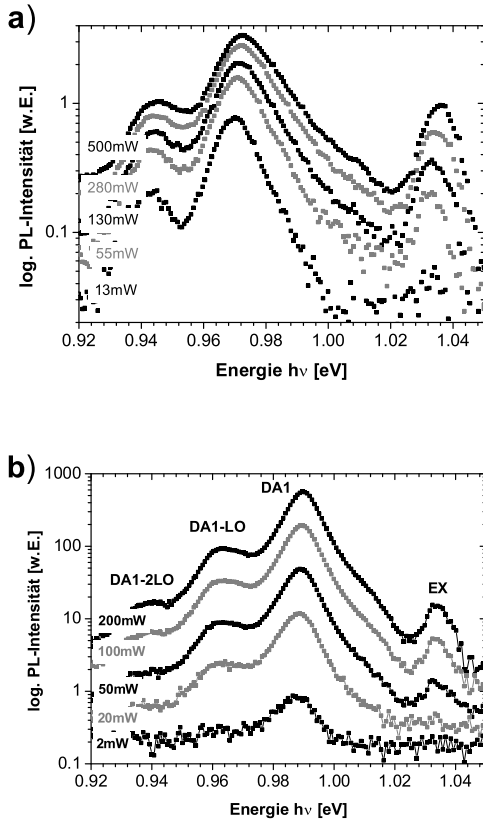 a)
log. PL-Intensität [w.E.]
1
0.1
500mW
280mW
130mW
55mW
13mW
0.92 0.94 0.96 0.98 1.00 1.02 1.04
Energie hν [eV]
b)
log. PL-Intensität [w.E.]
1000
100
10
1
0.1
DA1
DA1-LO
DA1-2LO
EX
200mW
100mW
50mW
20mW
2mW
0.92 0.94 0.96 0.98 1.00 1.02 1.04
Energie hν [eV]